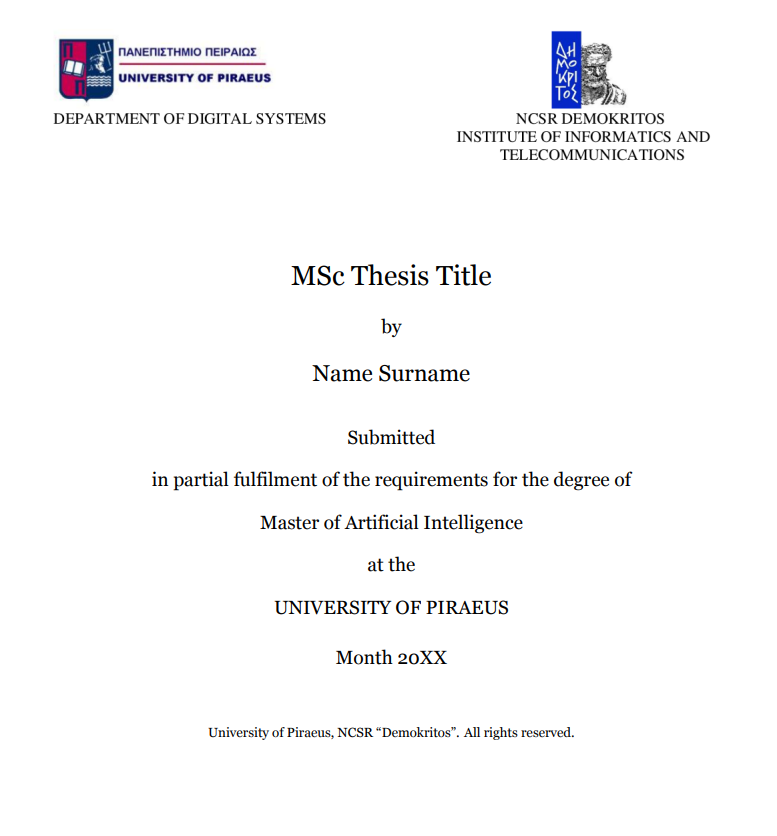 ΠΑΝΕΠΙΣΤΗΜΙΟ ΠΕΙΡΑΙΩΣ
UNIVERSITY OF PIRAEUS
DEPARTMENT OF DIGITAL SYSTEMS
ΔΗ
ΜΟ
ΚΡΙ
ΤΟΣ
NCSR DEMOKRITOS
INSTITUTE OF INFORMATICS AND
TELECOMMUNICATIONS
MSc Thesis Title
by
Name Surname
Submitted
in partial fulfilment of the requirements for the degree of
Master of Artificial Intelligence
at the
UNIVERSITY OF PIRAEUS
Month 20XX
University of Piraeus, NCSR “Demokritos”. All rights reserved.